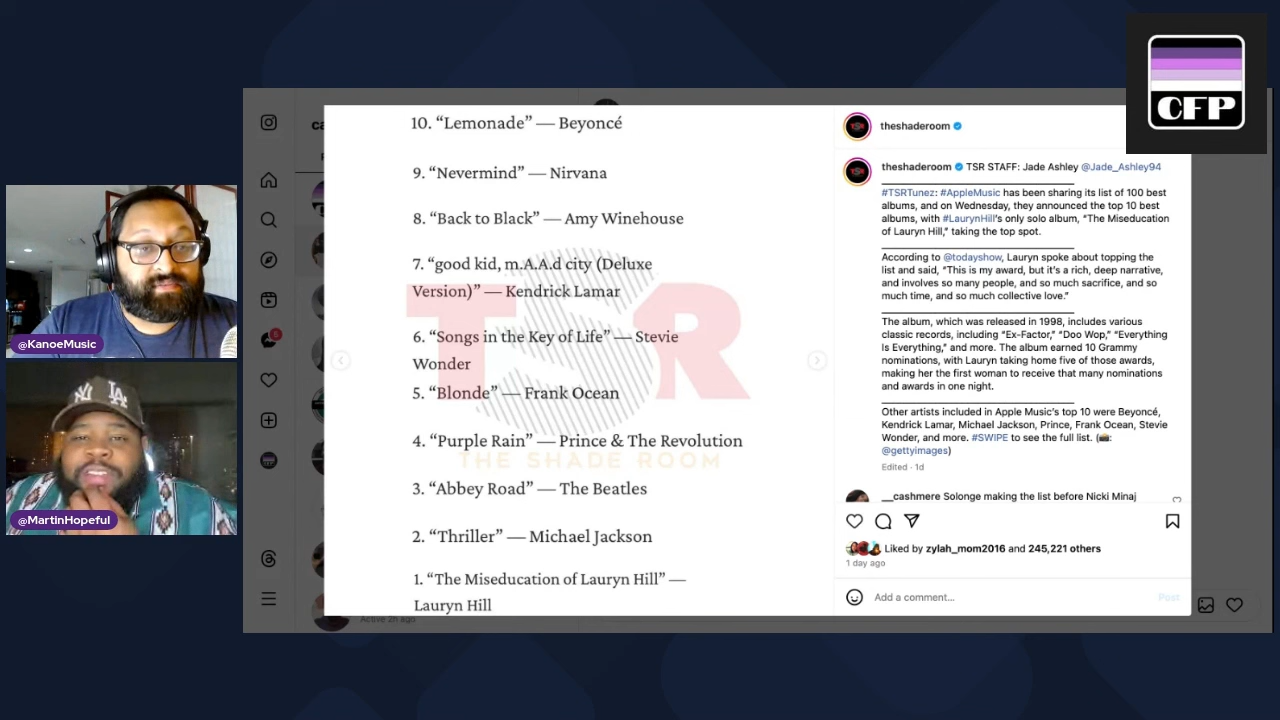 CFP
@KanoeMusic
@MartinHopeful
10. “Lemonade” — Beyoncé
9. “Nevermind” — Nirvana
8. “Back to Black” — Amy Winehouse
7. “good kid, m.A.A.d city (Deluxe
Version)” — Kendrick Lamar
6. “Songs in the Key of Life” — Stevie
Wonder
5. “Blonde” — Frank Ocean
4. “Purple Rain” — Prince & The Revolution
3. “Abbey Road” — The Beatles
2. “Thriller” — Michael Jackson
1. “The Miseducation of Lauryn Hill” —
Lauryn Hill
TSR
THE SHADE ROOM
theshaderoom
theshaderoom TSR STAFF: Jade Ashley @Jade_Ashley94
#TSRTunez: #AppleMusic has been sharing its list of 100 best
albums, and on Wednesday, they announced the top 10 best
albums, with #LaurynHill’s only solo album, “The Miseducation
of Lauryn Hill,” taking the top spot.
According to @todayshow, Lauryn spoke about topping the
list and said, “This is my award, but it’s a rich, deep narrative,
and involves so many people, and so much sacrifice, and so
much time, and so much collective love.”
The album, which was released in 1998, includes various
classic records, including “Ex-Factor,” “Doo Wop,” “Everything
Is Everything,” and more. The album earned 10 Grammy
nominations, with Lauryn taking home five of those awards,
making her the first woman to receive that many nominations
and awards in one night.
Other artists included in Apple Music’s top 10 were Beyoncé,
Kendrick Lamar, Michael Jackson, Prince, Frank Ocean, Stevie
Wonder, and more. #SWIPE to see the full list. (📸:
@gettyimages)
Edited · 1d
__cashmere Solonge making the list before Nicki Minaj
Liked by zylah_mom2016 and 245,221 others
1 day ago
Add a comment...
Post
Active 2h ago